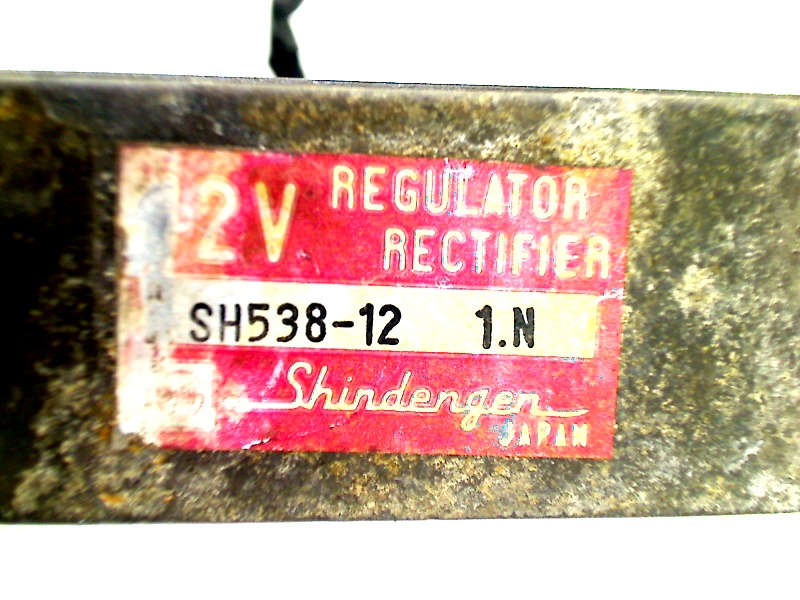 2V REGULATOR
RECTIFIER
SH538-12 1.N
Shindengen
JAPAN